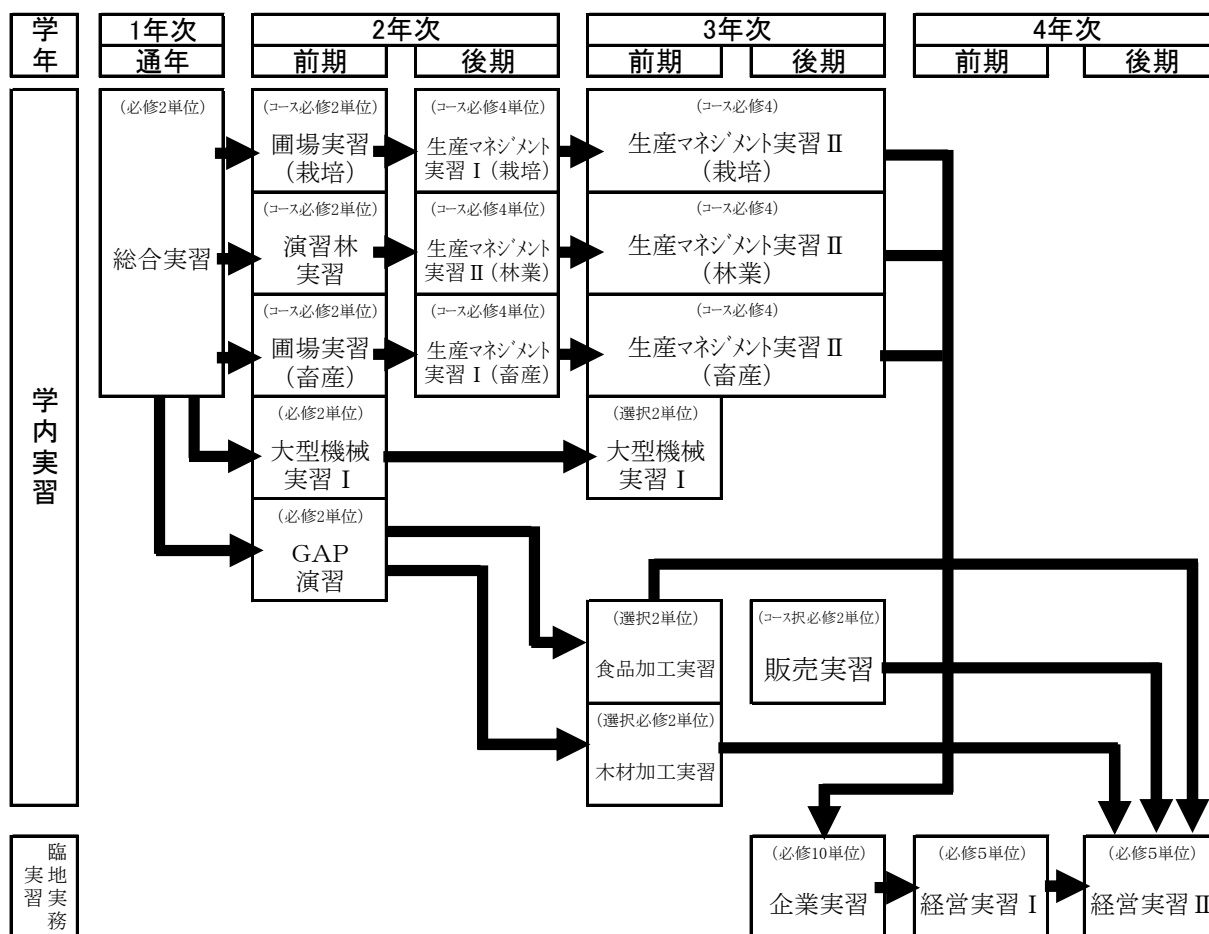 学年
1年次
2年次
3年次
4年次
通年
前期
後期
前期
後期
前期
後期
学内実習
(必修2単位)
総合実習
(コース必修2単位)
圃場実習
(栽培)
(コース必修4単位)
生産マネジメント
実習Ⅰ(栽培)
(コース必修4)
生産マネジメント実習Ⅱ
(栽培)
(コース必修2単位)
演習林
実習
(コース必修4単位)
生産マネジメント
実習Ⅱ(林業)
(コース必修4)
生産マネジメント実習Ⅱ
(林業)
(コース必修2単位)
圃場実習
(畜産)
(コース必修4単位)
生産マネジメント
実習Ⅰ(畜産)
(コース必修4)
生産マネジメント実習Ⅱ
(畜産)
(必修2単位)
大型機械
実習Ⅰ
(選択2単位)
大型機械
実習Ⅰ
(必修2単位)
GAP
演習
(選択2単位)
食品加工実習
(コース択必修2単位)
販売実習
(選択必修2単位)
木材加工実習
臨地実務
実習
(必修10単位)
企業実習
(必修5単位)
経営実習Ⅰ
(必修5単位)
経営実習Ⅱ